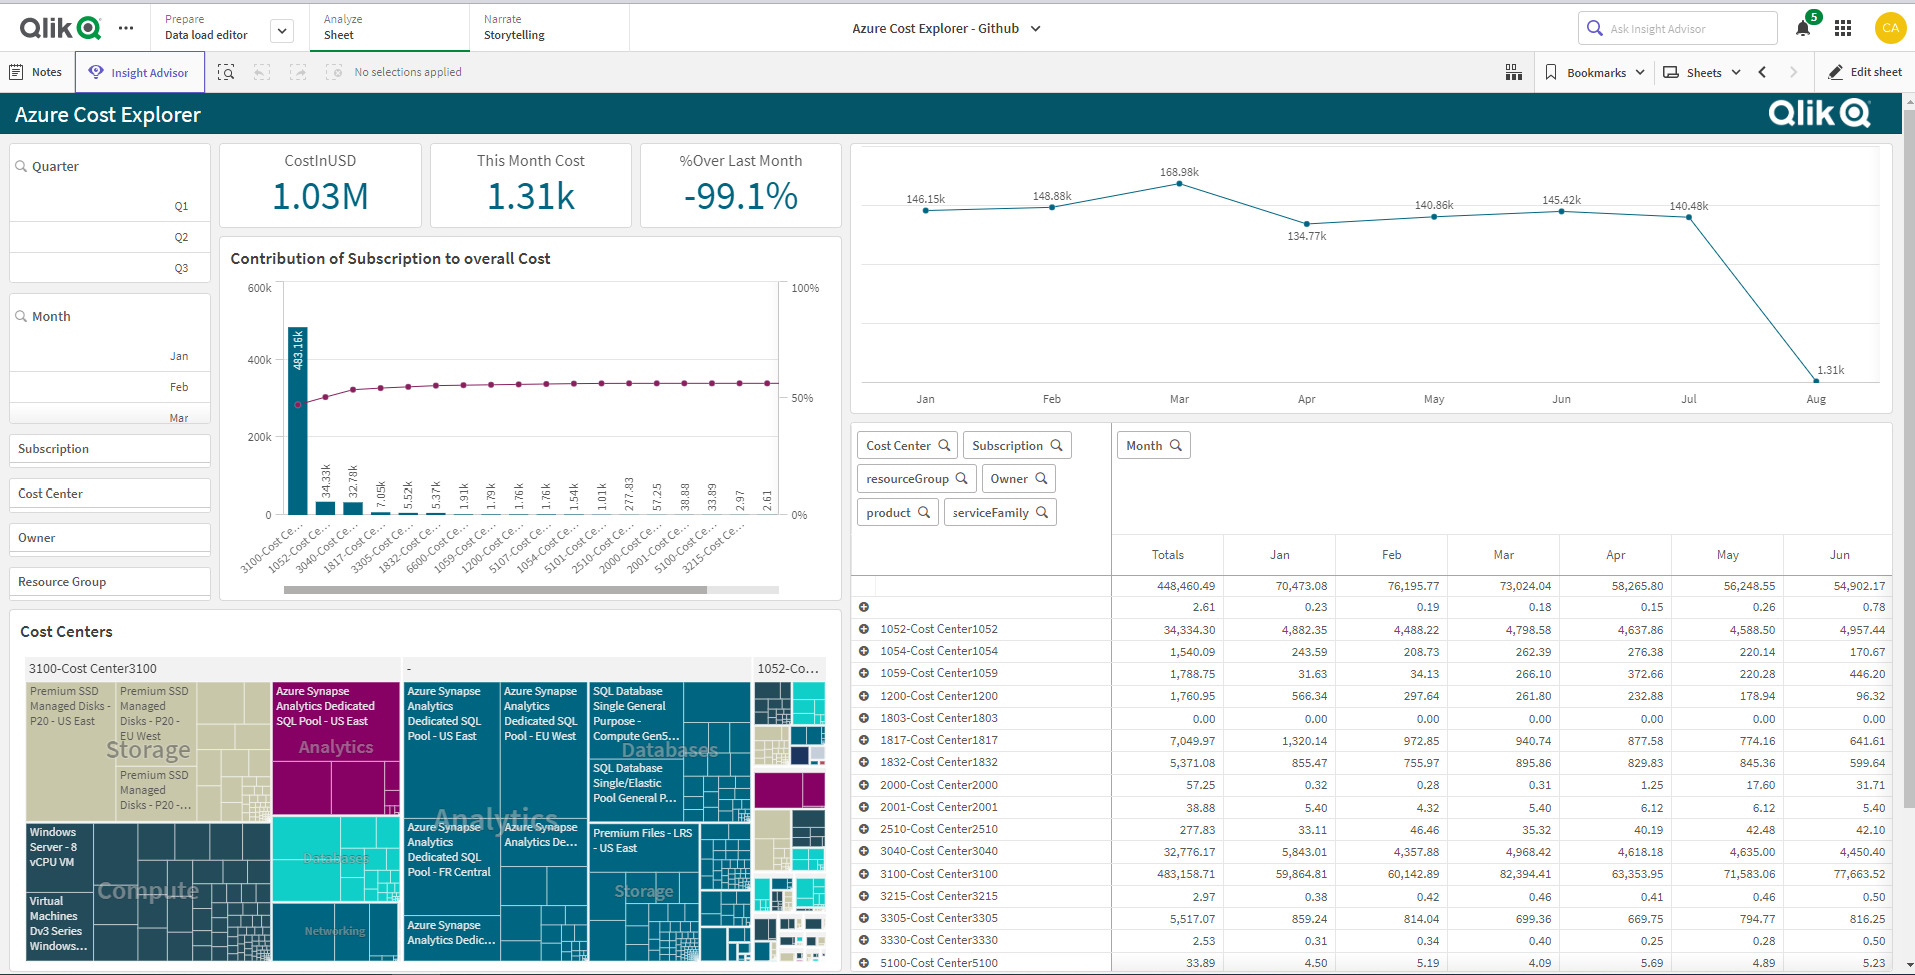 Qlik
Prepare
Data load editor
Analyze
Sheet
Narrate
Storytelling
Azure Cost Explorer - Github
Ask Insight Advisor
5
CA
Notes
Insight Advisor
No selections applied
Bookmarks
Sheets
Edit sheet
Azure Cost Explorer
Qlik
Quarter
Q1
Q2
Q3
Month
Jan
Feb
Mar
Subscription
Cost Center
Owner
Resource Group
CostInUSD
1.03M
This Month Cost
1.31k
%Over Last Month
-99.1%
Contribution of Subscription to overall Cost
600k
400k
200k
0
100%
50%
0%
483.16k
34.33k
32.78k
7.05k
5.52k
5.37k
1.91k
1.79k
1.76k
1.76k
1.54k
1.01k
277.83
57.25
38.88
33.89
2.97
2.61
3100-Cost Ce...
1052-Cost Ce...
3040-Cost Ce...
1817-Cost Ce...
3305-Cost Ce...
1832-Cost Ce...
6600-Cost Ce...
1059-Cost Ce...
1200-Cost Ce...
5107-Cost Ce...
1054-Cost Ce...
5101-Cost Ce...
2510-Cost Ce...
2000-Cost Ce...
2001-Cost Ce...
5100-Cost Ce...
3215-Cost Ce...
146.15k
148.88k
168.98k
134.77k
140.86k
145.42k
140.48k
1.31k
Jan Feb Mar Apr May Jun Jul Aug
Cost Centers
3100-Cost Center3100
-
1052-Co...
Premium SSD
Managed Disks -
P20 - US East
Premium SSD
Managed
Disks - P20 -
EU West
Premium SSD
Managed
Disks - P20 -...
Storage
Azure Synapse
Analytics Dedicated
SQL Pool - US East
Analytics
Windows
Server - 8
vCPU VM
Virtual
Machines
Dv3 Series
Windows...
Compute
Databases
Networking
Azure Synapse
Analytics
Dedicated SQL
Pool - US East
Azure Synapse
Analytics
Dedicated SQL
Pool - EU West
Analytics
Azure Synapse
Analytics
Dedicated SQL
Pool - FR Central
Azure Synapse
Analytics De...
Azure Synapse
Analytics Dedic...
SQL Database
Single General
Purpose -
Compute Gen5...
Databases
SQL Database
Single/Elastic
Pool General P...
Premium Files - LRS
- US East
Storage
Cost Center
Subscription
resourceGroup
Owner
product
serviceFamily
Month
Totals Jan Feb Mar Apr May Jun
448,460.49 70,473.08 76,195.77 73,024.04 58,265.80 56,248.55 54,902.17
2.61 0.23 0.19 0.18 0.15 0.26 0.78
1052-Cost Center1052 34,334.30 4,882.35 4,488.22 4,798.58 4,637.86 4,588.50 4,957.44
1054-Cost Center1054 1,540.09 243.59 208.73 262.39 276.38 220.14 170.67
1059-Cost Center1059 1,788.75 31.63 34.13 266.10 372.66 220.28 446.20
1200-Cost Center1200 1,760.95 566.34 297.64 261.80 232.88 178.94 96.32
1803-Cost Center1803 0.00 0.00 0.00 0.00 0.00 0.00 0.00
1817-Cost Center1817 7,049.97 1,320.14 972.85 940.74 877.58 774.16 641.61
1832-Cost Center1832 5,371.08 855.47 755.97 895.86 829.83 845.36 599.64
2000-Cost Center2000 57.25 0.32 0.28 0.31 1.25 17.60 31.71
2001-Cost Center2001 38.88 5.40 4.32 5.40 6.12 6.12 5.40
2510-Cost Center2510 277.83 33.11 46.46 35.32 40.19 42.48 42.10
3040-Cost Center3040 32,776.17 5,843.01 4,357.88 4,968.42 4,618.18 4,635.00 4,450.40
3100-Cost Center3100 483,158.71 59,864.81 60,142.89 82,394.41 63,353.95 71,583.06 77,663.52
3215-Cost Center3215 2.97 0.38 0.42 0.46 0.41 0.46 0.50
3305-Cost Center3305 5,517.07 859.24 814.04 699.36 669.75 794.77 816.25
3330-Cost Center3330 2.53 0.31 0.34 0.40 0.25 0.28 0.50
5100-Cost Center5100 33.89 4.50 5.19 4.09 5.69 4.89 5.23